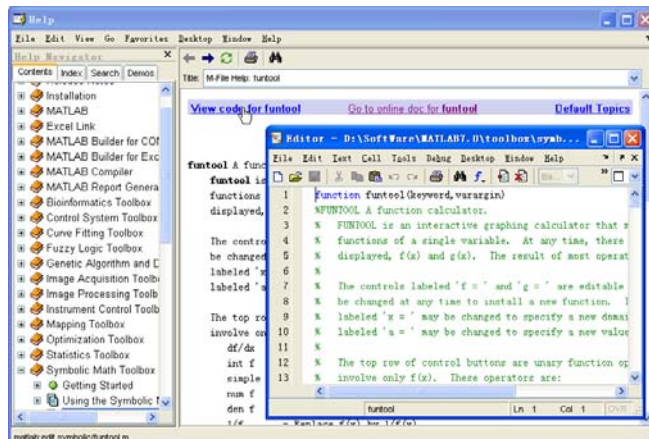 Help
File Edit View Go Favorites Desktop Window Help
Help Navigator
Contents Index Search Demos
Release Notes
Installation
MATLAB
Excel Link
MATLAB Builder for COM
MATLAB Builder for Exc
MATLAB Compiler
MATLAB Report Genera
Bioinformatics Toolbox
Control System Toolbox
Curve Fitting Toolbox
Fuzzy Logic Toolbox
Genetic Algorithm and D
Image Acquisition Toolb
Image Processing Toolb
Instrument Control Toolb
Mapping Toolbox
Optimization Toolbox
Statistics Toolbox
Symbolic Math Toolbox
Getting Started
Using the Symbolic M
Title: M-File Help: funtool
View code for funtool Go to online doc for funtool Default Topics
funtool A func
funtool is
functions
displayed,
The contro
be changed
labeled 'x
labeled 'a
The top ro
involve on
df/dx
int f
simple
num f
den f
1/f - Replace f(x) by 1/f(x)
Editor - D:\SoftWare\MATLAB7.0\toolbox\symb...
File Edit Text Cell Tools Debug Desktop Window Help
1 function funtool(keyword,varargin)
2 %FUNTOOL A function calculator.
3 % FUNTOOL is an interactive graphing calculator that m
4 % functions of a single variable. At any time, there
5 % displayed, f(x) and g(x). The result of most operat
6 %
7 % The controls labeled 'f = ' and 'g = ' are editable
8 % be changed at any time to install a new function.
9 % labeled 'x = ' may be changed to specify a new domai
10 % labeled 'a = ' may be changed to specify a new value
11 %
12 % The top row of control buttons are unary function op
13 % involve only f(x). These operators are:
funtool Ln 1 Col 1 OVR
matlab:edit symbolic/funtool.m